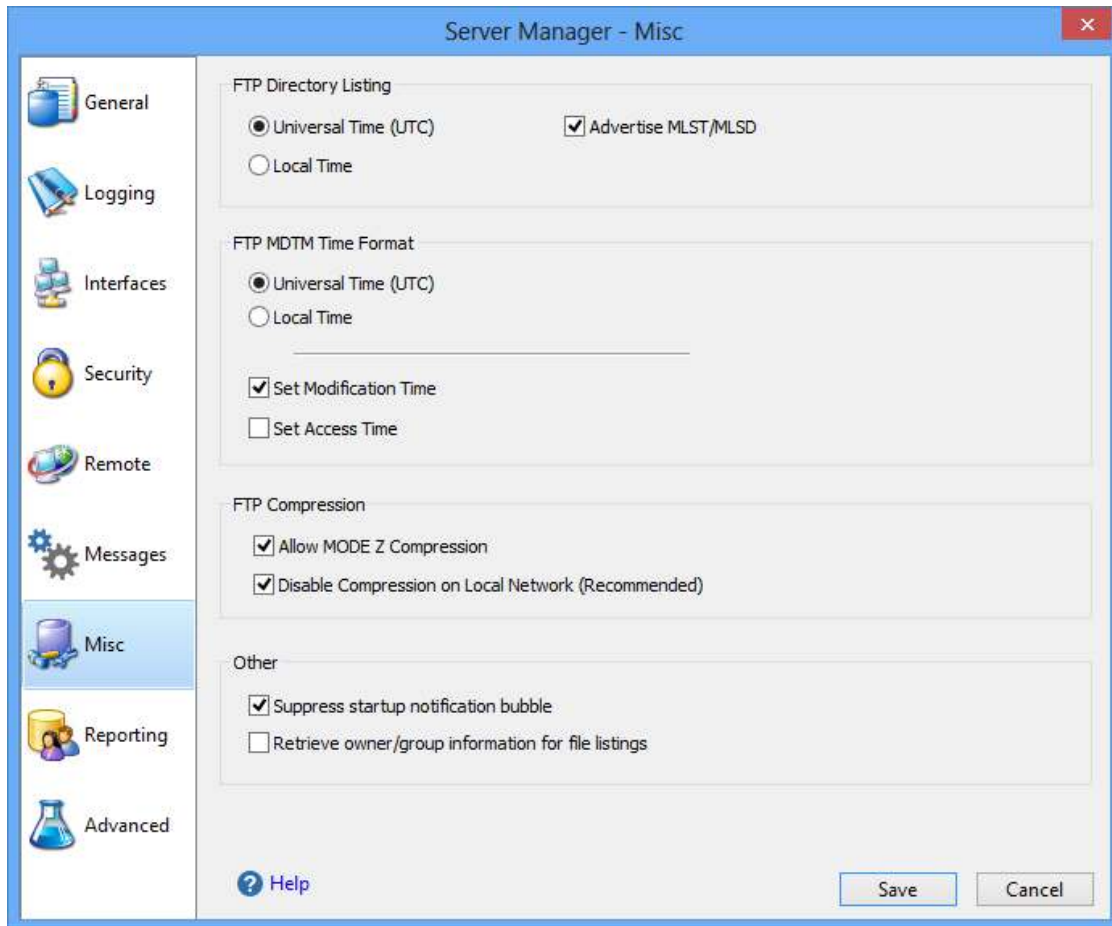 Server Manager - Misc
General
Logging
Interfaces
Security
Remote
Messages
Misc
Reporting
Advanced
FTP Directory Listing
Universal Time (UTC)
Advertise MLST/MLSD
Local Time
FTP MDTM Time Format
Universal Time (UTC)
Local Time
Set Modification Time
Set Access Time
FTP Compression
Allow MODE Z Compression
Disable Compression on Local Network (Recommended)
Other
Suppress startup notification bubble
Retrieve owner/group information for file listings
Help
Save
Cancel